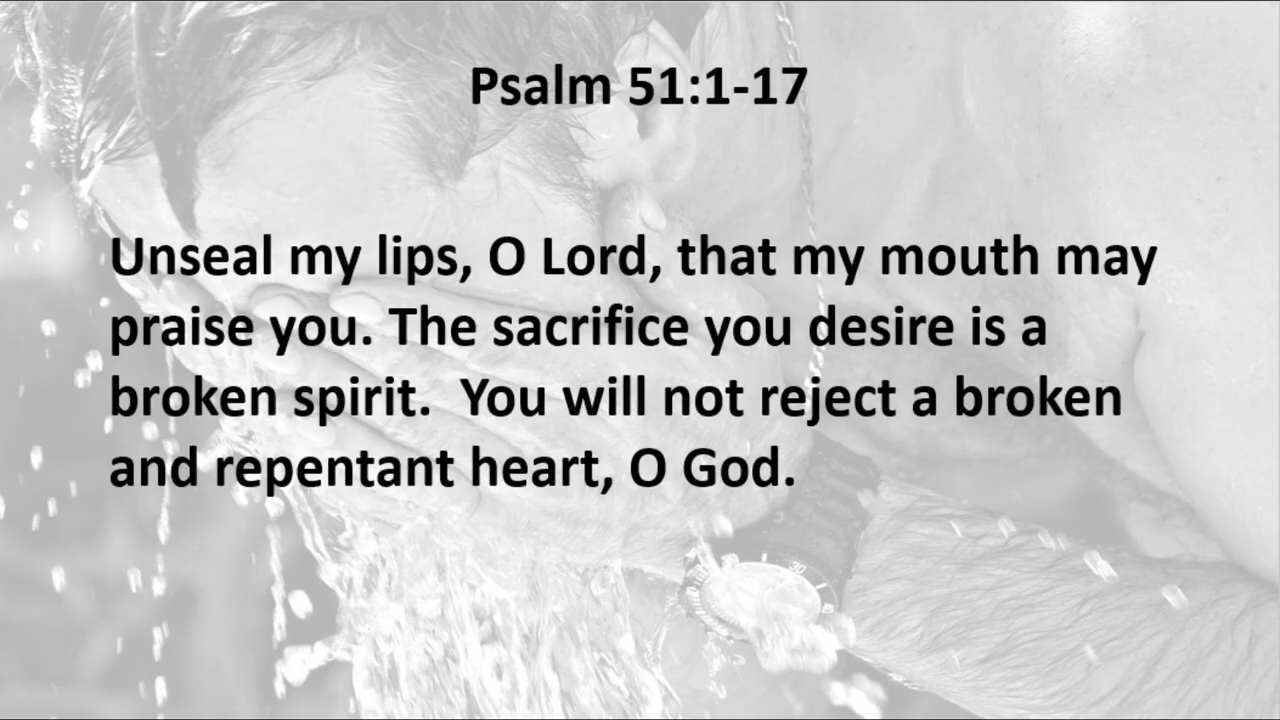 Psalm 51:1-17
Unseal my lips, O Lord, that my mouth may
praise you. The sacrifice you desire is a
broken spirit.  You will not reject a broken
and repentant heart, O God.